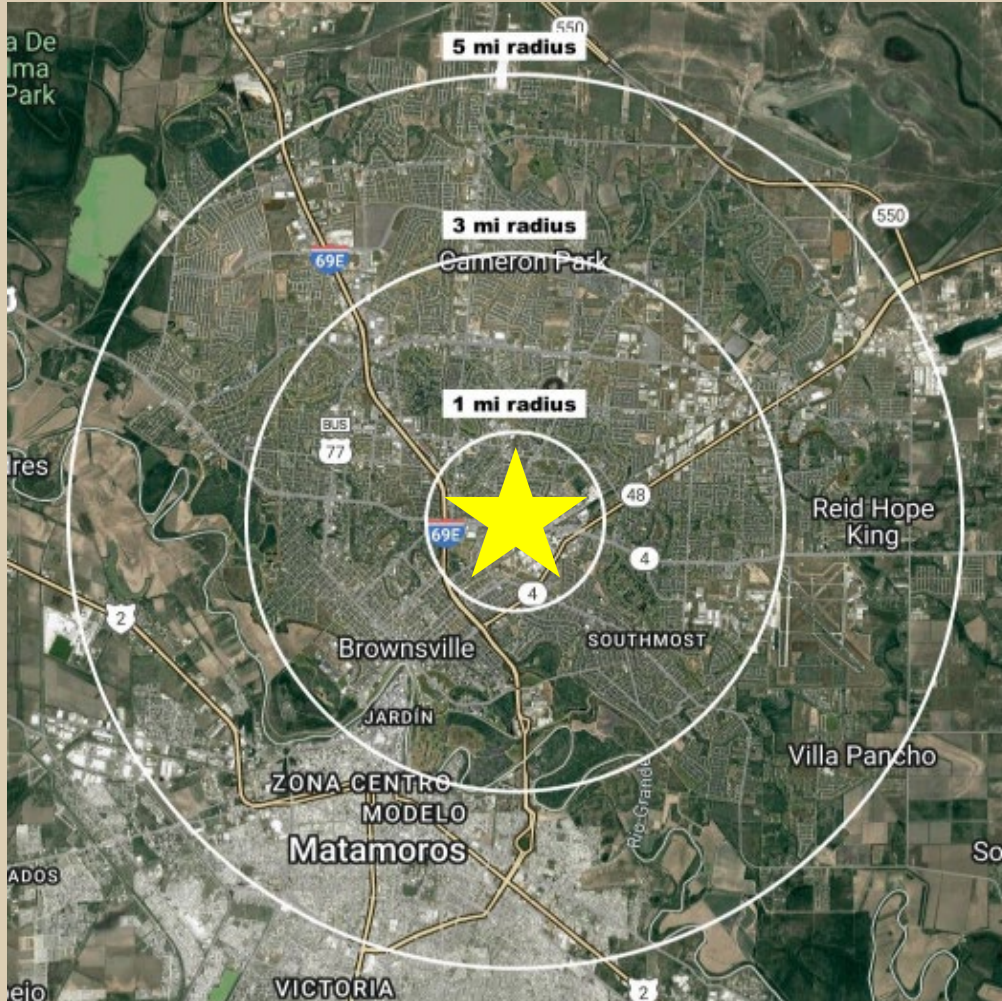 550
5 mi radius
a De
lma
Park
3 mi radius
550
Cameron Park
69E
1 mi radius
BUS
77
ires
48
Reid Hope
King
69E
4
4
2
Brownsville
SOUTHMOST
JARDÍN
Villa Pancho
ZONA CENTRO
MODELO
Rio Grande
Matamoros
So
ADOS
VICTORIA
ejo
2